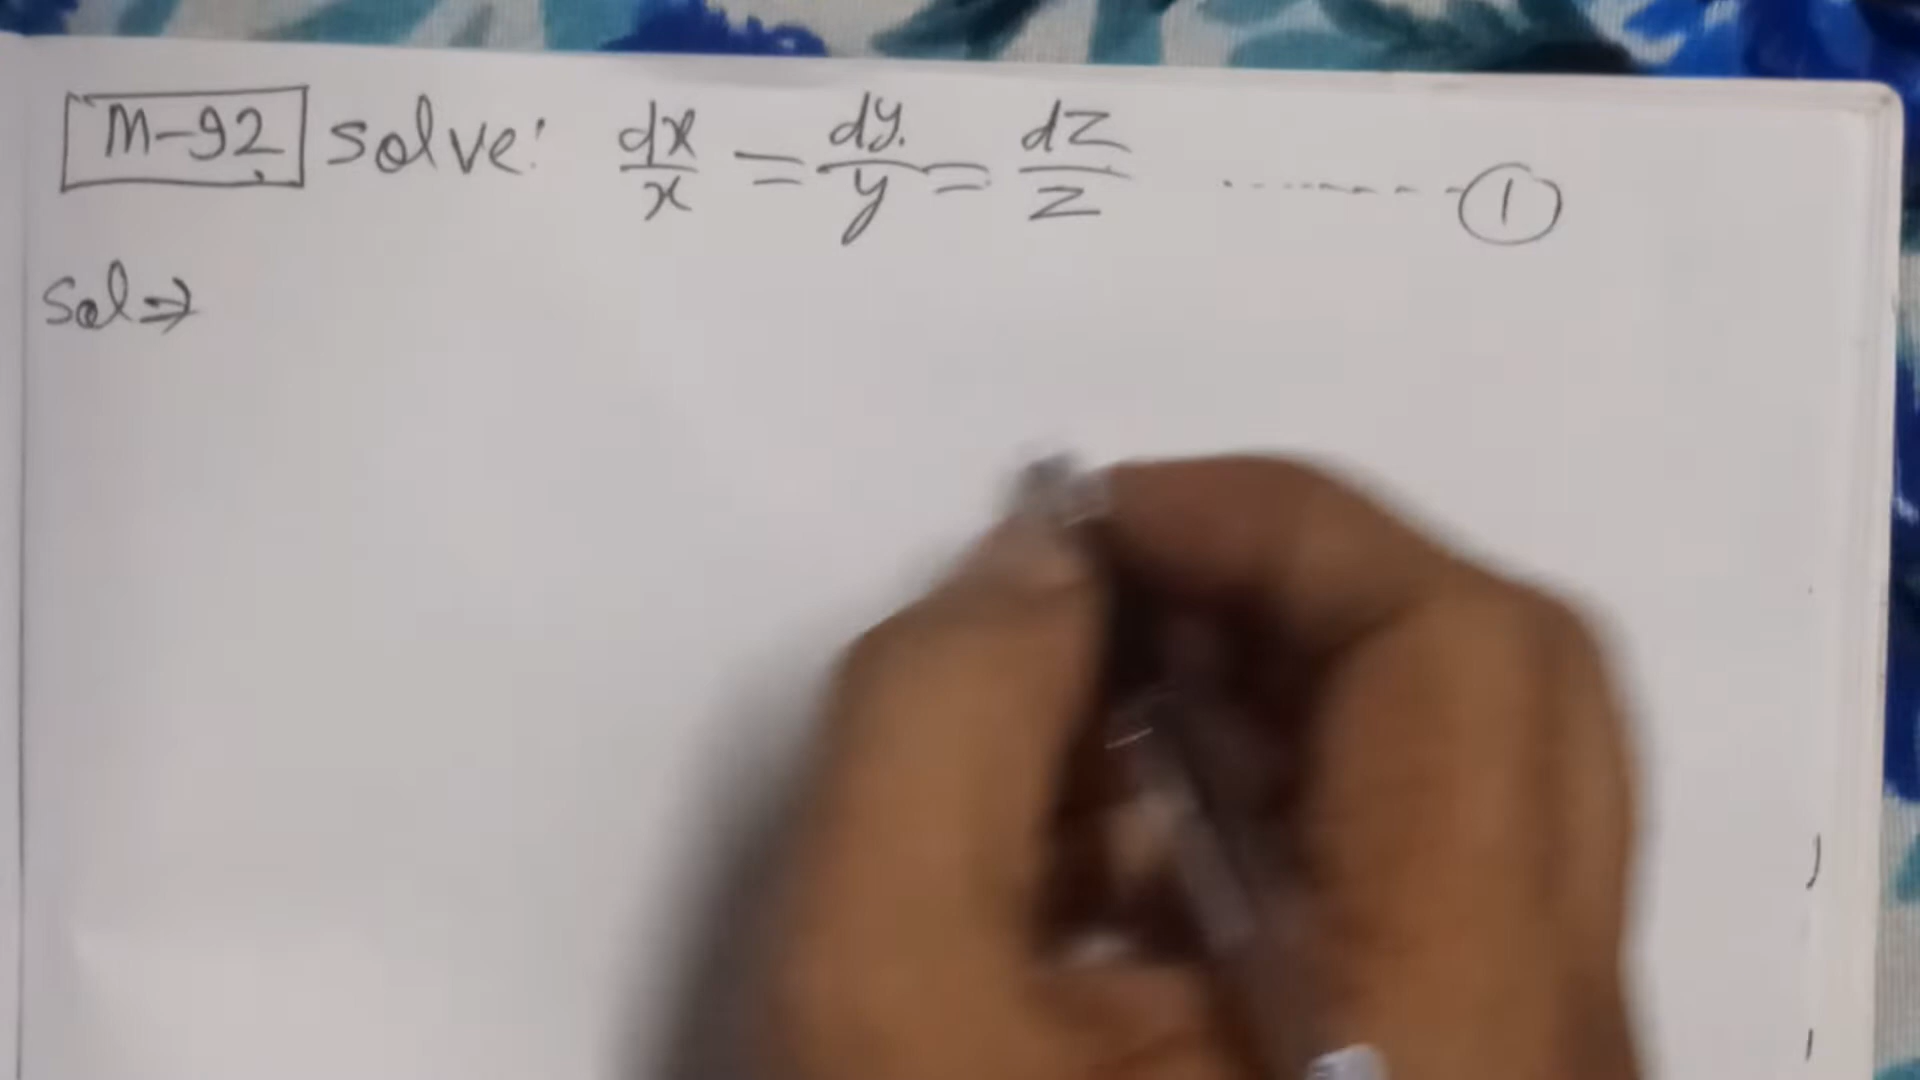 M-92 solve: dx/x = dy/y = dz/z ........ ①
Sol⇒